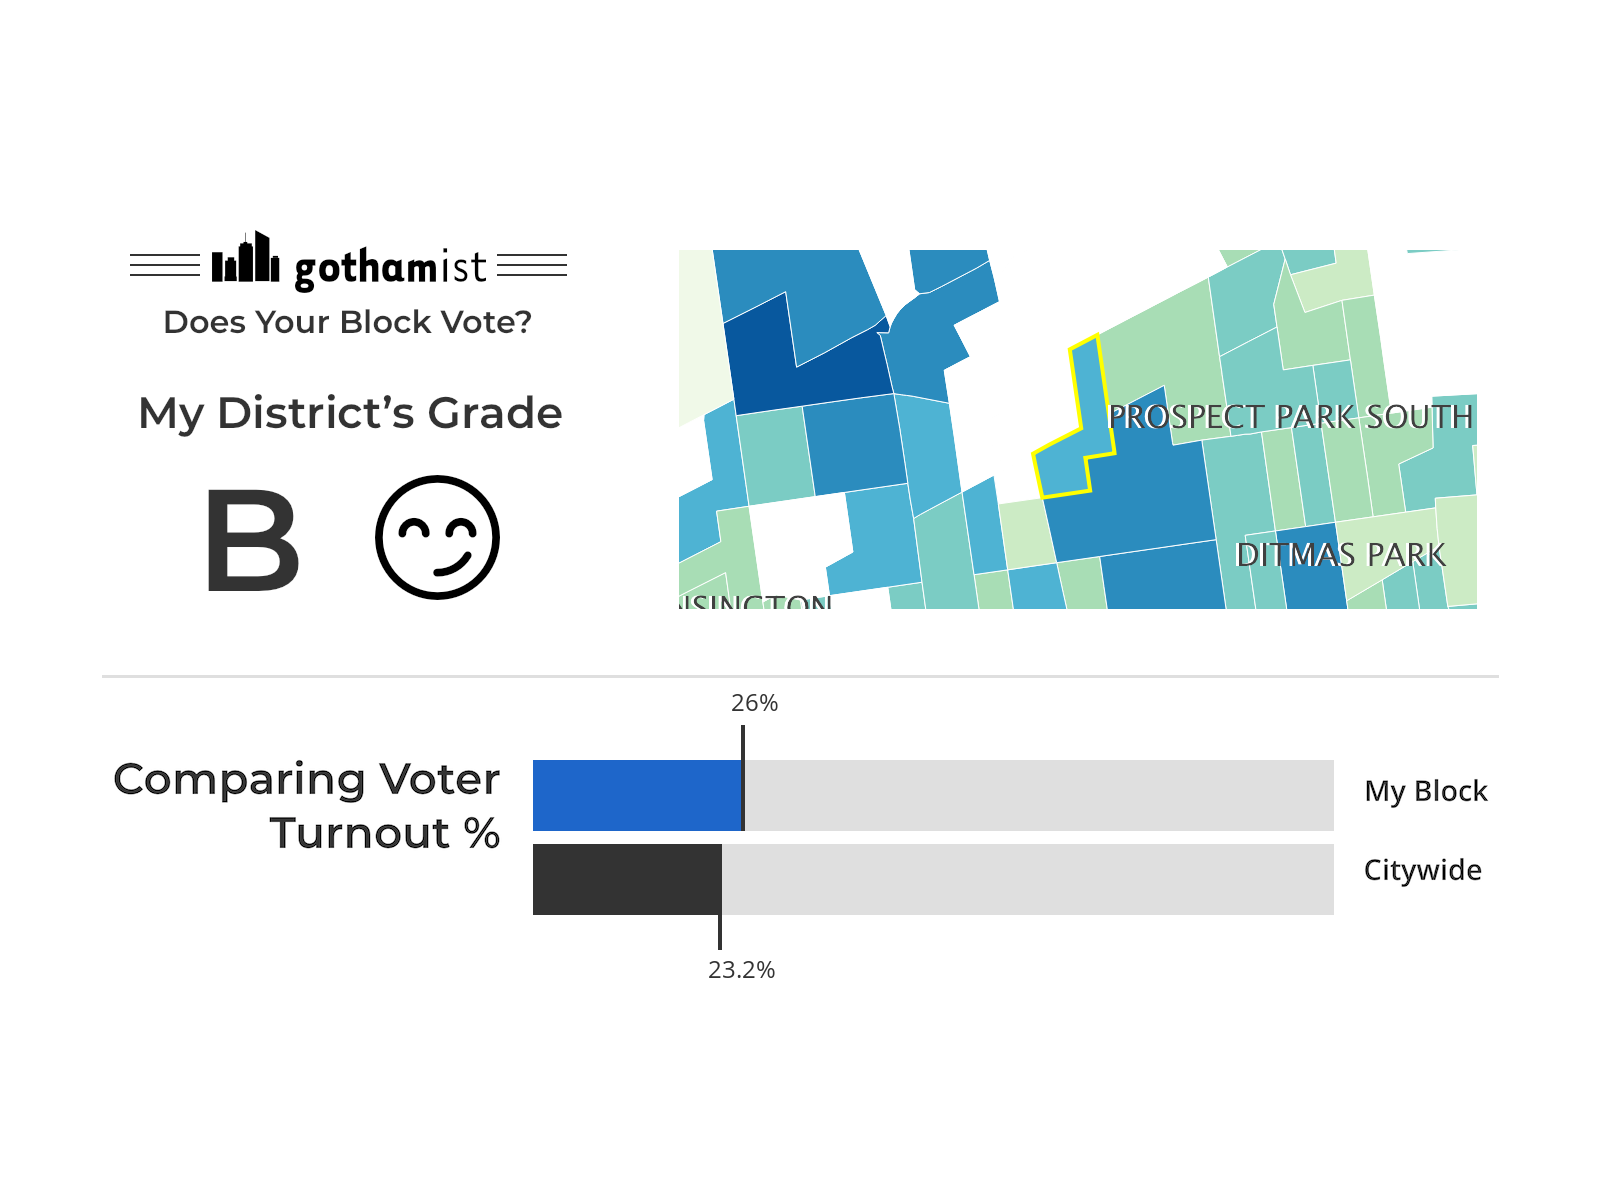 gothamist
Does Your Block Vote?
My District’s Grade
B
PROSPECT PARK SOUTH
DITMAS PARK
NSINGTON
26%
Comparing Voter
Turnout %
My Block
Citywide
23.2%